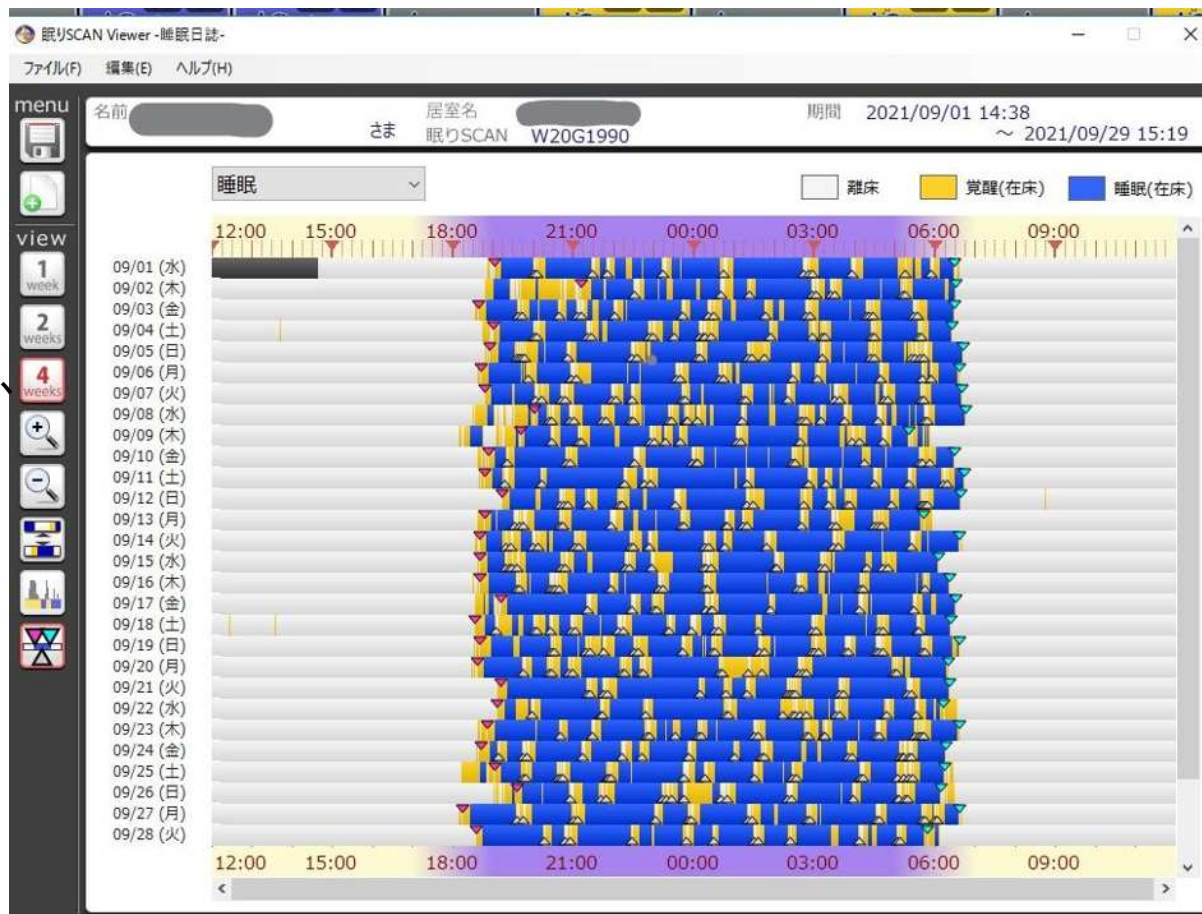 眠りSCAN Viewer -睡眠日誌-
ファイル(F) 編集(E) ヘルプ(H)
menu
名前 さま 居室名 期間 2021/09/01 14:38
眠りSCAN W20G1990 ～ 2021/09/29 15:19
睡眠 離床 覚醒(在床) 睡眠(在床)
view
12:00 15:00 18:00 21:00 00:00 03:00 06:00 09:00
1 week
2 weeks
4 weeks
09/01 (水)
09/02 (木)
09/03 (金)
09/04 (土)
09/05 (日)
09/06 (月)
09/07 (火)
09/08 (水)
09/09 (木)
09/10 (金)
09/11 (土)
09/12 (日)
09/13 (月)
09/14 (火)
09/15 (水)
09/16 (木)
09/17 (金)
09/18 (土)
09/19 (日)
09/20 (月)
09/21 (火)
09/22 (水)
09/23 (木)
09/24 (金)
09/25 (土)
09/26 (日)
09/27 (月)
09/28 (火)
12:00 15:00 18:00 21:00 00:00 03:00 06:00 09:00